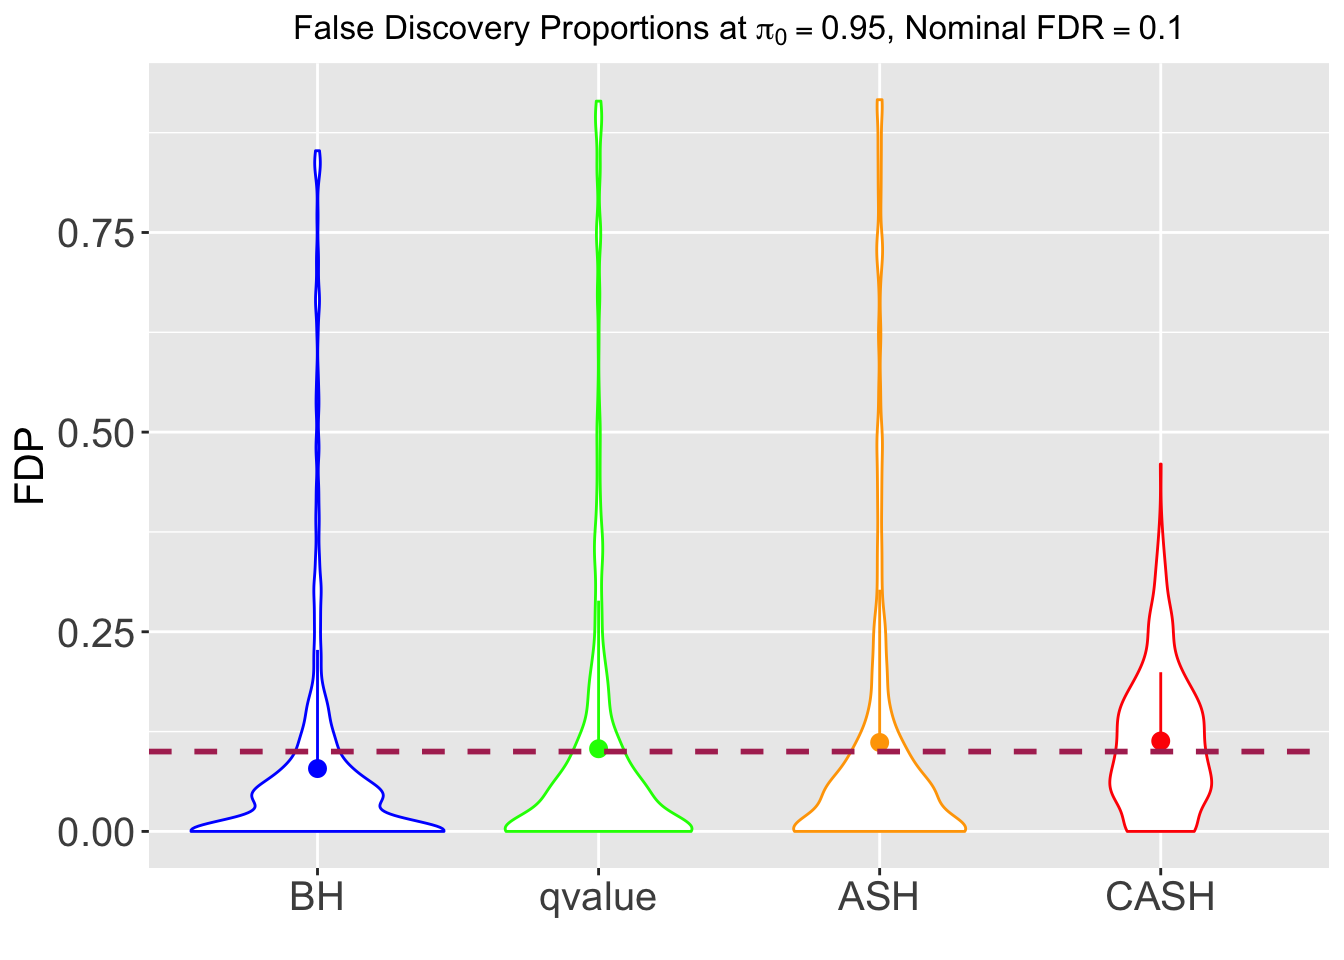 False Discovery Proportions at π₀ = 0.95, Nominal FDR = 0.1
FDP
0.75
0.50
0.25
0.00
BH qvalue ASH CASH